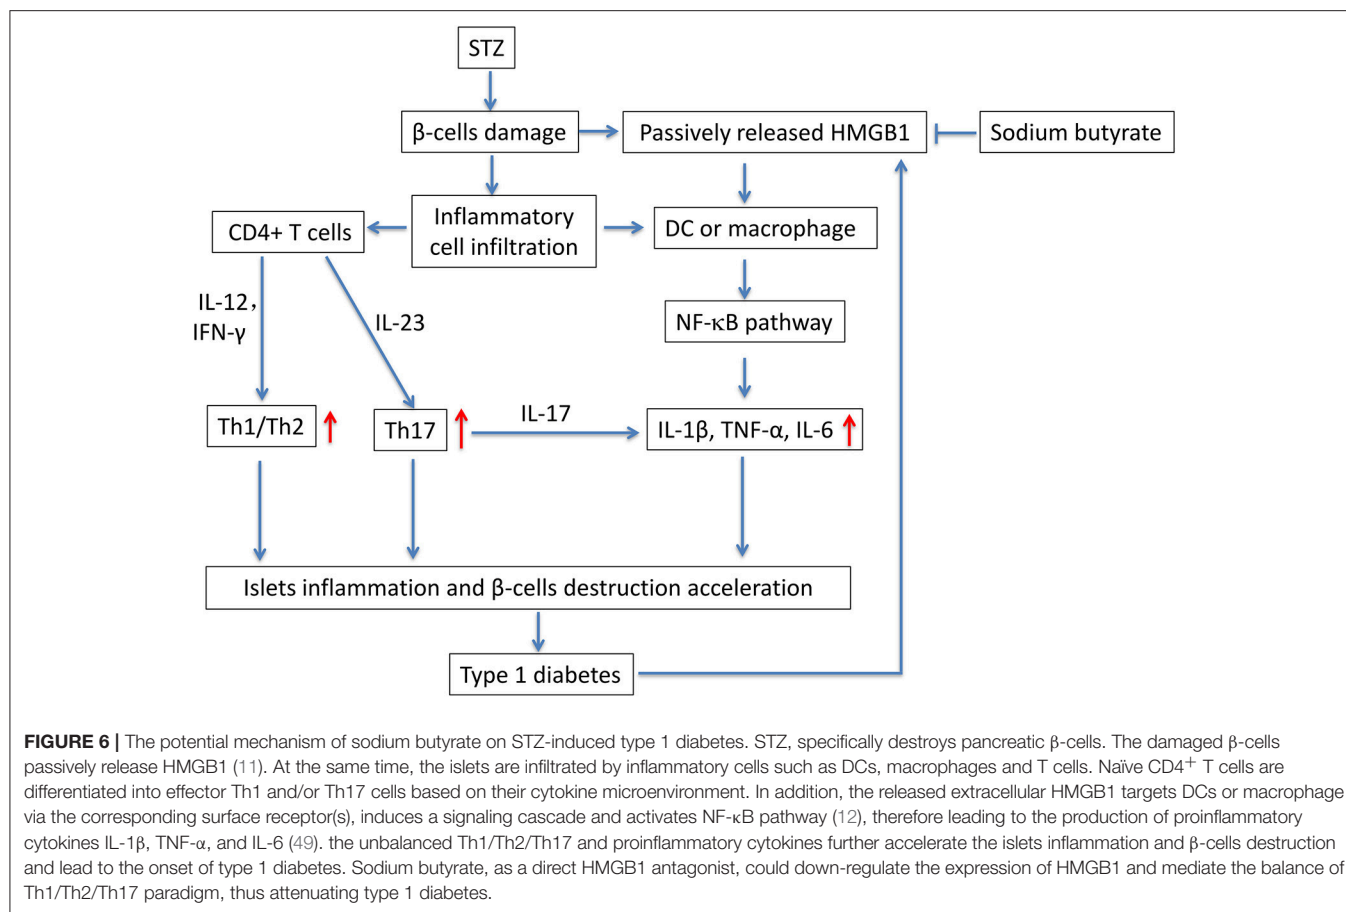 STZ
β-cells damage
Passively released HMGB1
Sodium butyrate
Inflammatory
cell infiltration
CD4+ T cells
DC or macrophage
IL-12,
IFN-γ
IL-23
NF-κB pathway
Th1/Th2
Th17
IL-17
IL-1β, TNF-α, IL-6
Islets inflammation and β-cells destruction acceleration
Type 1 diabetes
FIGURE 6 | The potential mechanism of sodium butyrate on STZ-induced type 1 diabetes. STZ, specifically destroys pancreatic β-cells. The damaged β-cells
passively release HMGB1 (11). At the same time, the islets are infiltrated by inflammatory cells such as DCs, macrophages and T cells. Naïve CD4+ T cells are
differentiated into effector Th1 and/or Th17 cells based on their cytokine microenvironment. In addition, the released extracellular HMGB1 targets DCs or macrophage
via the corresponding surface receptor(s), induces a signaling cascade and activates NF-κB pathway (12), therefore leading to the production of proinflammatory
cytokines IL-1β, TNF-α, and IL-6 (49). the unbalanced Th1/Th2/Th17 and proinflammatory cytokines further accelerate the islets inflammation and β-cells destruction
and lead to the onset of type 1 diabetes. Sodium butyrate, as a direct HMGB1 antagonist, could down-regulate the expression of HMGB1 and mediate the balance of
Th1/Th2/Th17 paradigm, thus attenuating type 1 diabetes.